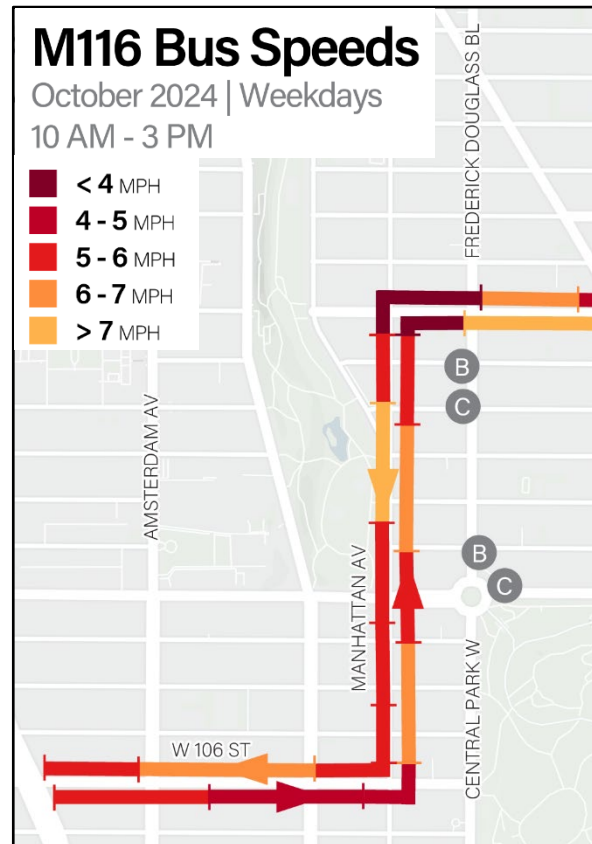 M116 Bus Speeds
October 2024 | Weekdays
10 AM - 3 PM
< 4 MPH
4 - 5 MPH
5 - 6 MPH
6 - 7 MPH
> 7 MPH
FREDERICK DOUGLASS BL
B
C
AMSTERDAM AV
B
C
MANHATTAN AV
CENTRAL PARK W
W 106 ST